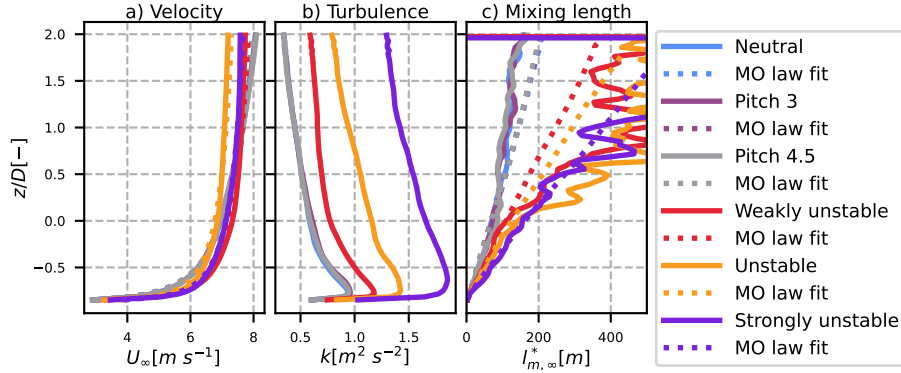 a) Velocity
b) Turbulence
c) Mixing length
z/D[−]
2.0
1.5
1.0
0.5
0.0
−0.5
4
6
8
0.5
1.0
1.5
0
200
400
U∞[m s⁻¹]
k[m² s⁻²]
l*m,∞[m]
Neutral
MO law fit
Pitch 3
MO law fit
Pitch 4.5
MO law fit
Weakly unstable
MO law fit
Unstable
MO law fit
Strongly unstable
MO law fit